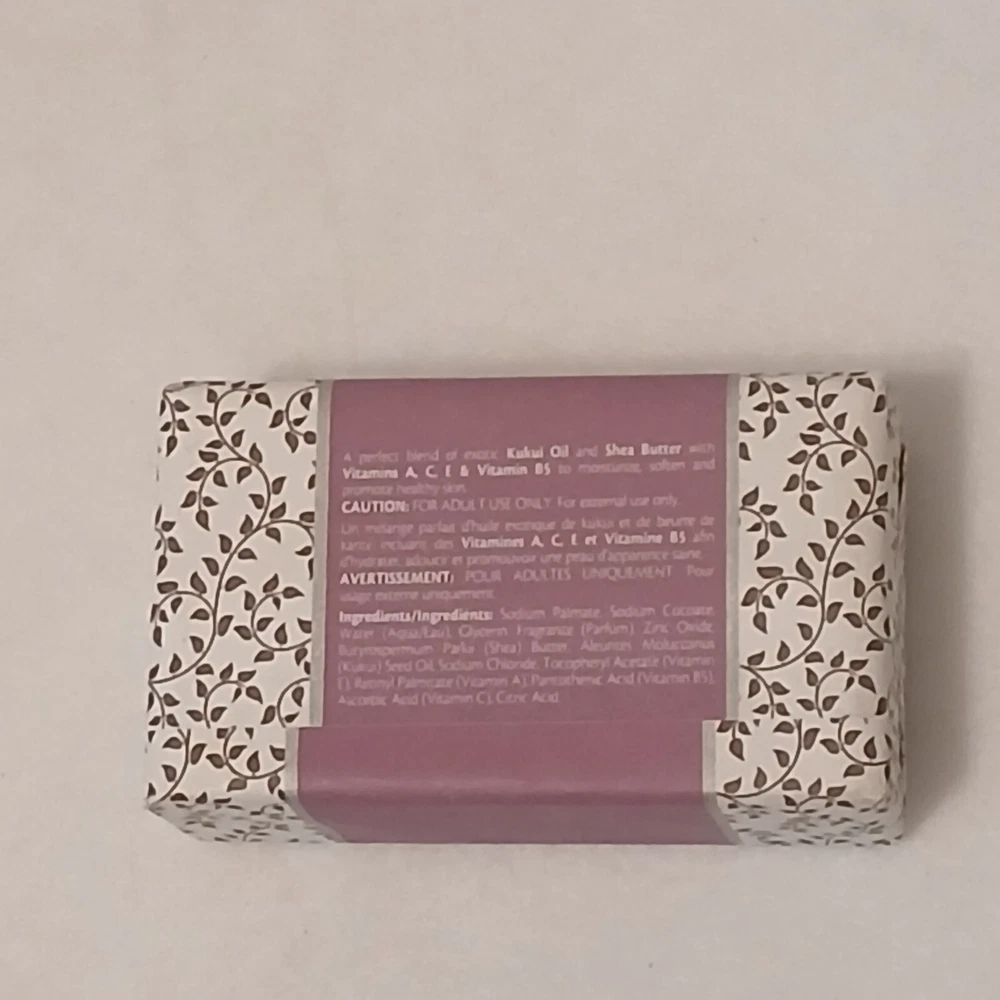 A perfect blend of exotic Kukui Oil and Shea Butter with
Vitamins A, C, E & Vitamin B5 to moisturize, soften and
promote healthy skin.
CAUTION: FOR ADULT USE ONLY. For external use only.
Un mélange parfait d'huile exotique de kukui et de beurre de
karité incluant des Vitamines A, C, E et Vitamine B5 afin
d'hydrater, adoucir et promouvoir une peau d'apparence saine.
AVERTISSEMENT: POUR ADULTES UNIQUEMENT. Pour
usage externe uniquement.
Ingredients/Ingredients: Sodium Palmate, Sodium Cocoate,
Water (Aqua/Eau), Glycerin, Fragrance (Parfum), Zinc Oxide,
Butyrospermum Parkii (Shea) Butter, Aleurites Moluccanus
(Kukui) Seed Oil, Sodium Chloride, Tocopheryl Acetate (Vitamin
E), Retinyl Palmitate (Vitamin A), Pantothenic Acid (Vitamin B5),
Ascorbic Acid (Vitamin C), Citric Acid